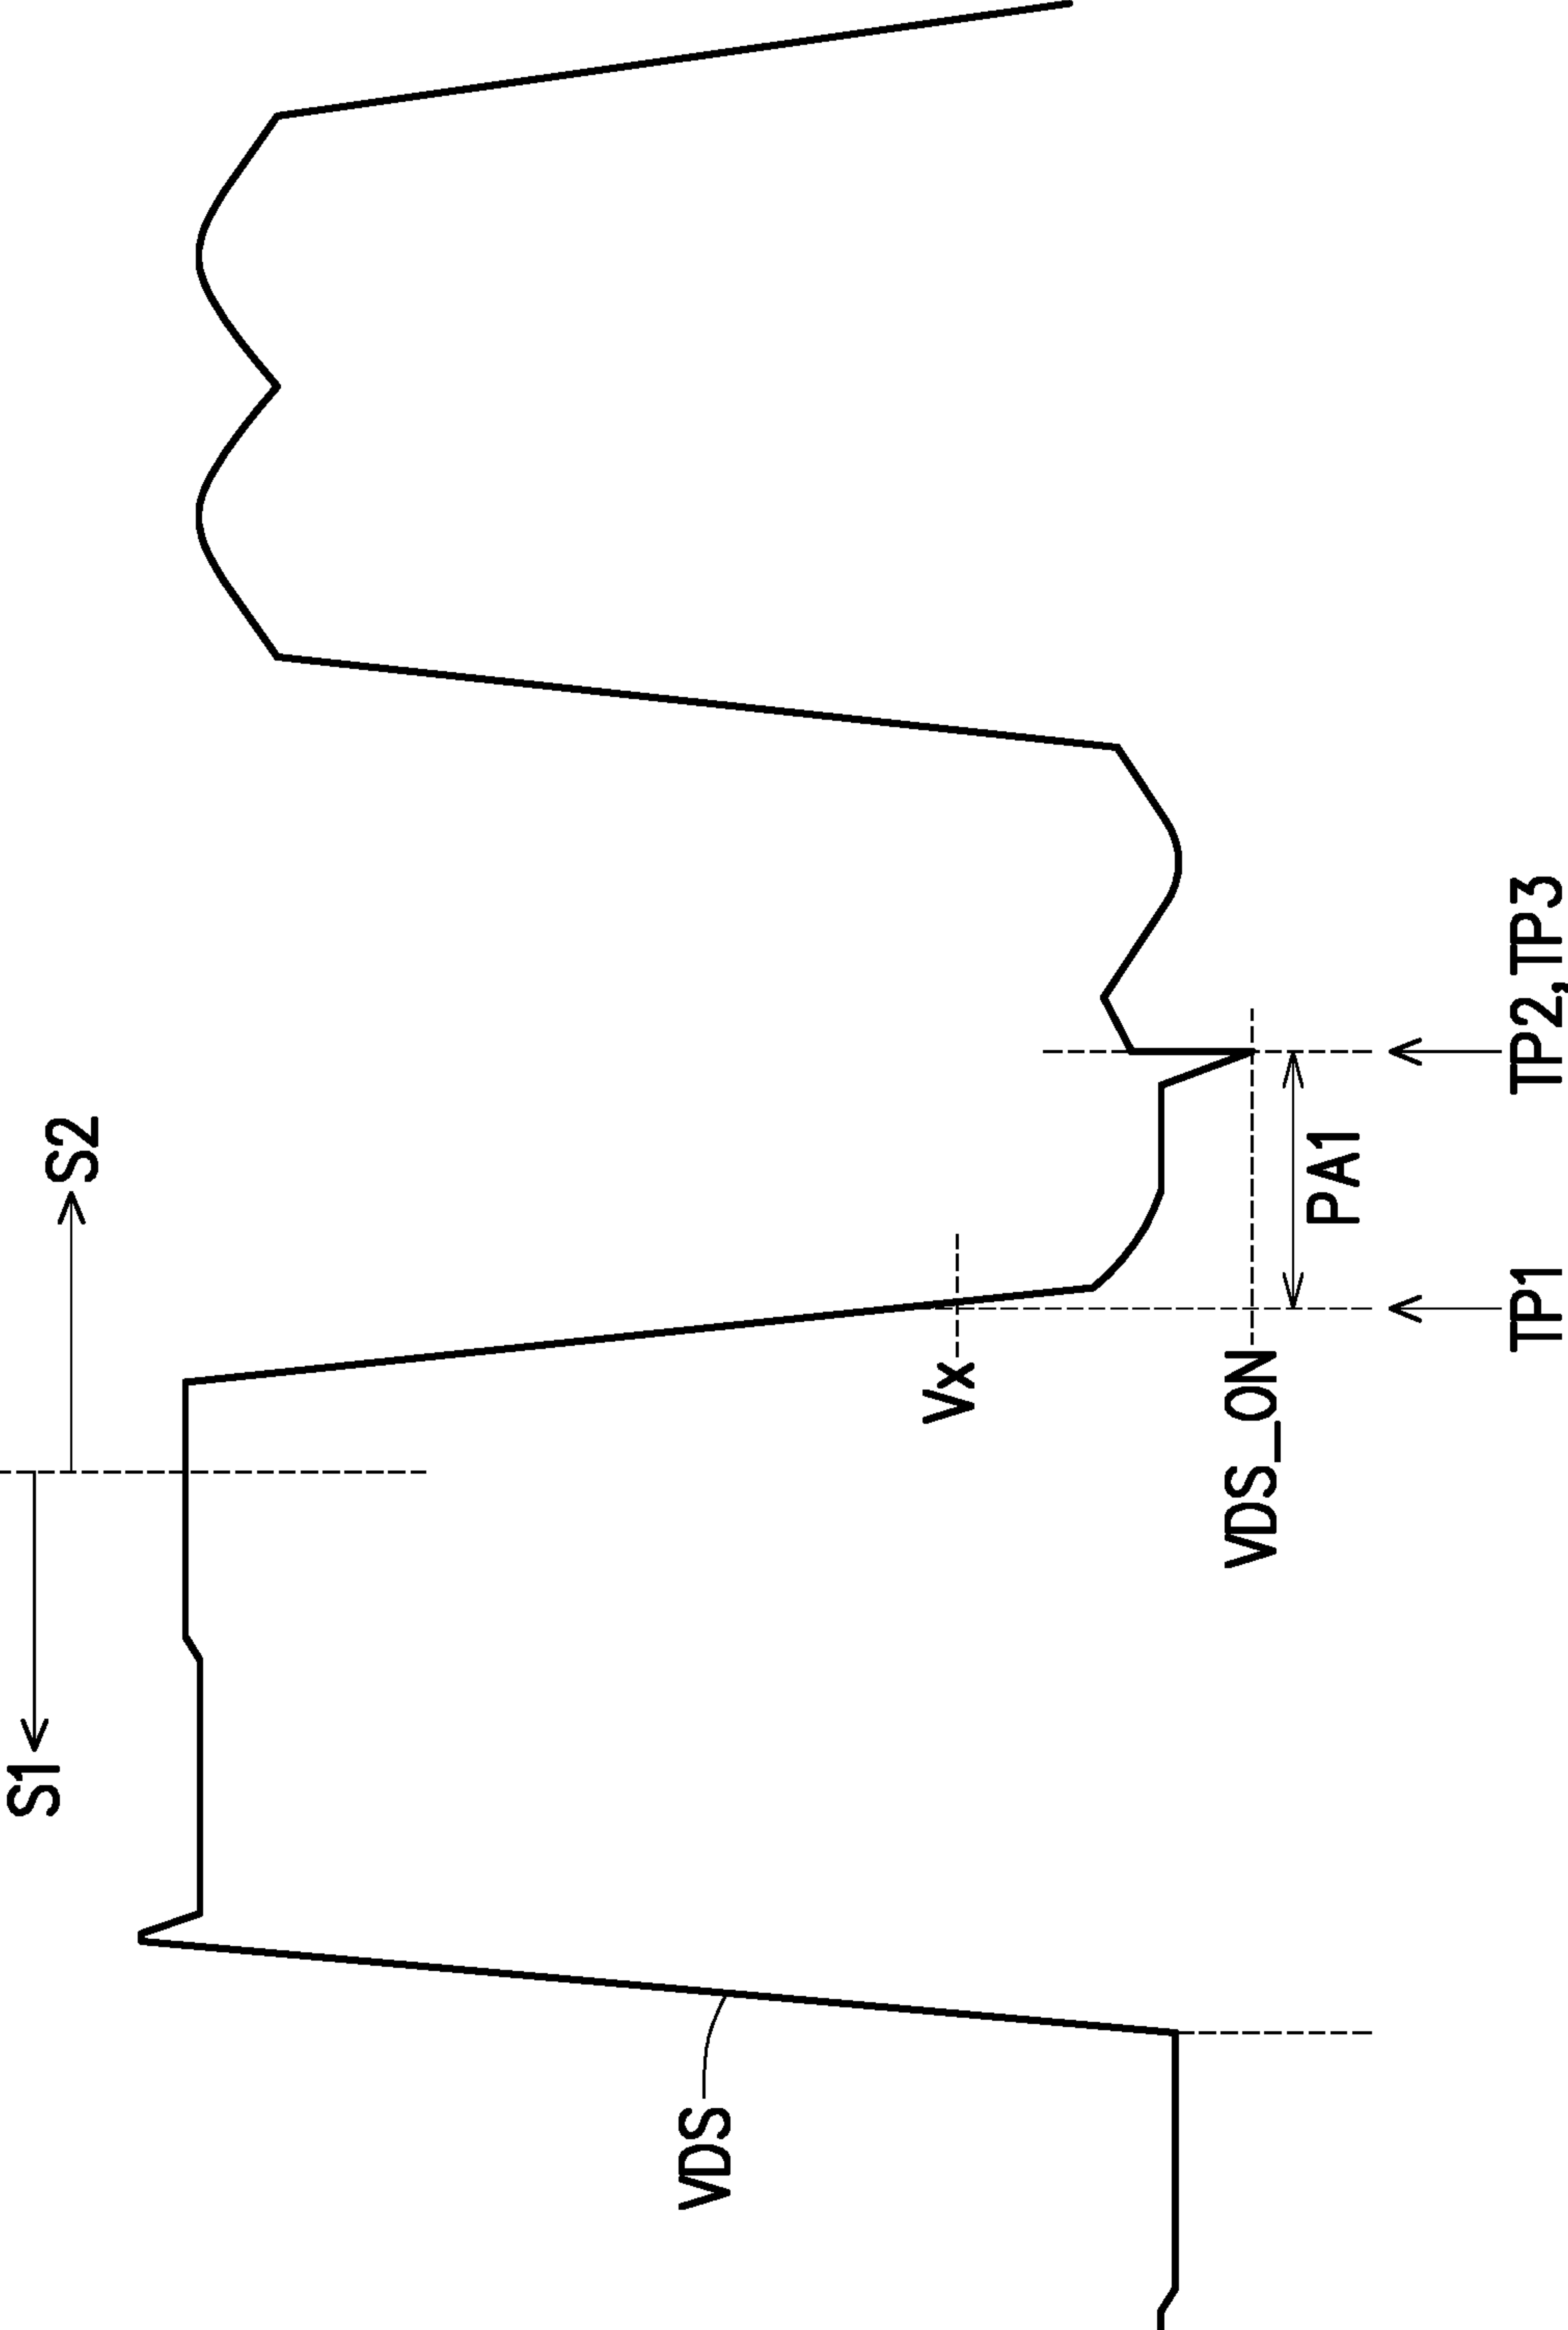 S1
S2
VDS
Vx
VDS_ON
PA1
TP1
TP2,TP3